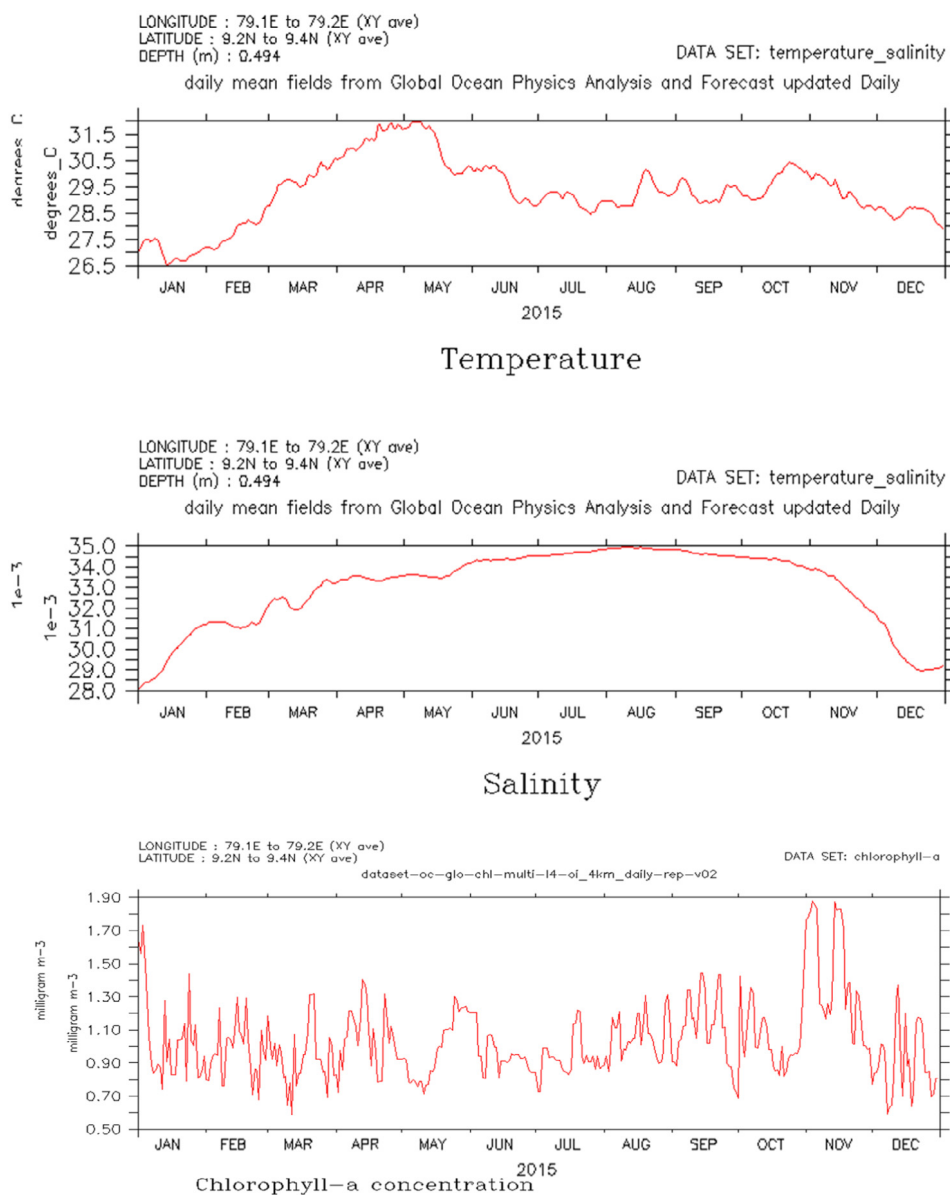 LONGITUDE : 79.1E to 79.2E (XY ave)
LATITUDE : 9.2N to 9.4N (XY ave)
DEPTH (m) : 0.494
DATA SET: temperature_salinity
daily mean fields from Global Ocean Physics Analysis and Forecast updated Daily
degrees_C
degrees_C
31.5
30.5
29.5
28.5
27.5
26.5
JAN FEB MAR APR MAY JUN JUL AUG SEP OCT NOV DEC
2015
Temperature
LONGITUDE : 79.1E to 79.2E (XY ave)
LATITUDE : 9.2N to 9.4N (XY ave)
DEPTH (m) : 0.494
DATA SET: temperature_salinity
daily mean fields from Global Ocean Physics Analysis and Forecast updated Daily
1e-3
1e-3
35.0
34.0
33.0
32.0
31.0
30.0
29.0
28.0
JAN FEB MAR APR MAY JUN JUL AUG SEP OCT NOV DEC
2015
Salinity
LONGITUDE : 79.1E to 79.2E (XY ave)
LATITUDE : 9.2N to 9.4N (XY ave)
DATA SET: chlorophyll-a
dataset-oc-glo-chl-multi-l4-oi_4km_daily-rep-v02
milligram m-3
milligram m-3
1.90
1.70
1.50
1.30
1.10
0.90
0.70
0.50
JAN FEB MAR APR MAY JUN JUL AUG SEP OCT NOV DEC
2015
Chlorophyll-a concentration